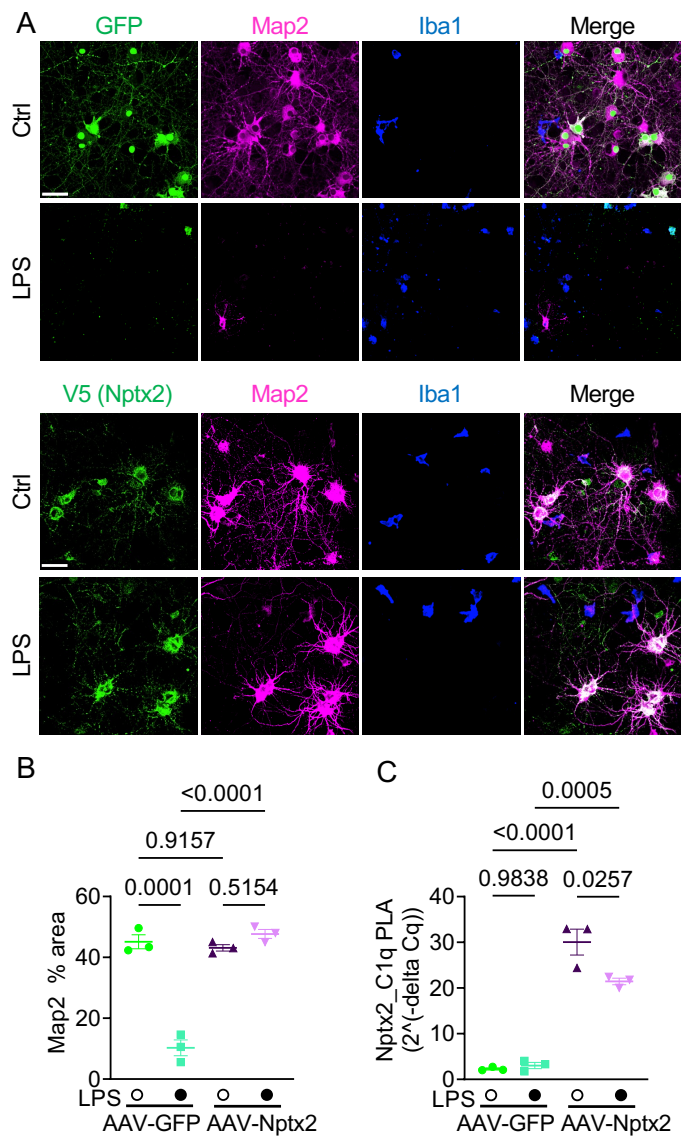 A
GFP Map2 Iba1 Merge
Ctrl
LPS
V5 (Nptx2) Map2 Iba1 Merge
Ctrl
LPS
B
<0.0001
0.9157
0.0001 0.5154
60
40
20
0
Map2 % area
LPS
AAV-GFP AAV-Nptx2
C
0.0005
<0.0001
0.9838 0.0257
40
30
20
10
0
Nptx2_C1q PLA
(2^(-delta Cq))
LPS
AAV-GFP AAV-Nptx2